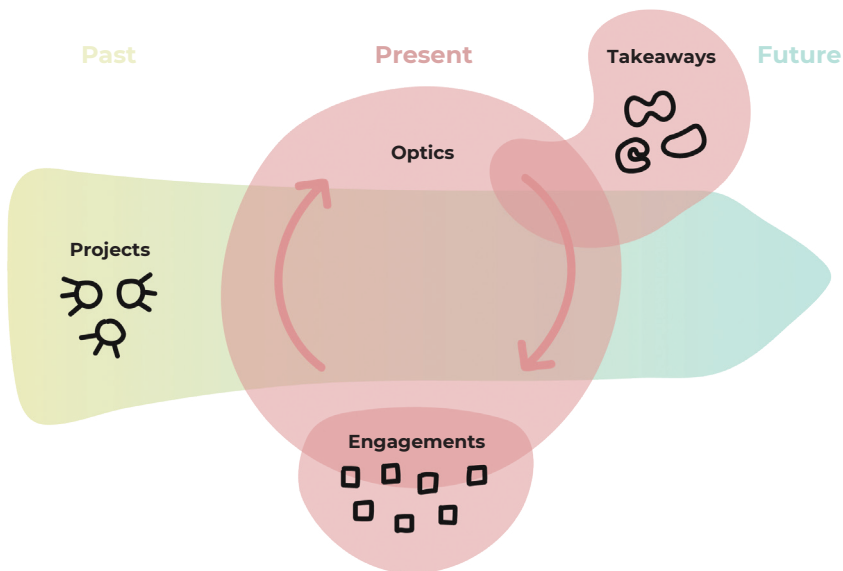 Past
Present
Future
Takeaways
Optics
Projects
Engagements